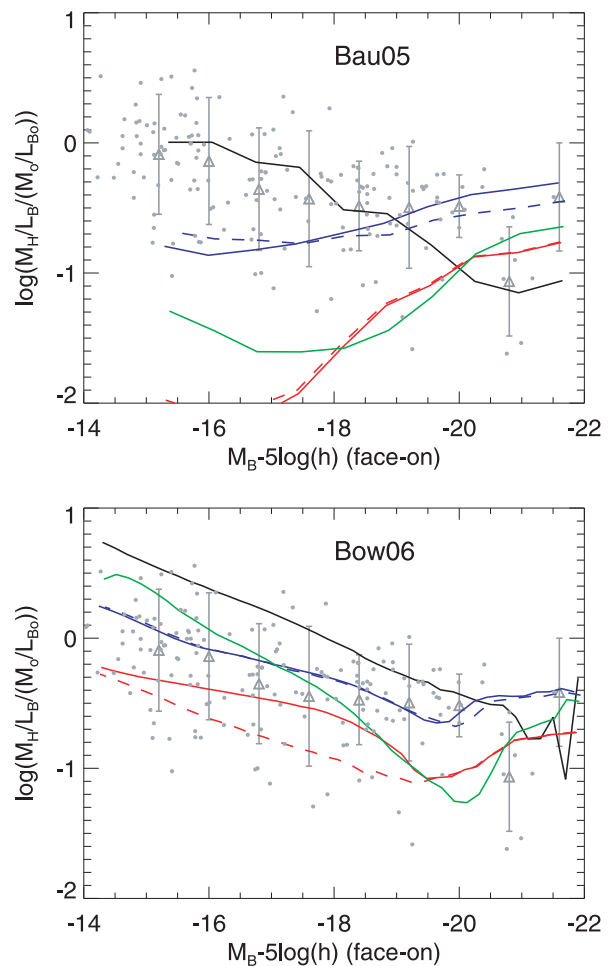 Bau05
1
0
-1
-2
log(M_H/L_B/(M_o/L_Bo))
-14 -16 -18 -20 -22
M_B-5log(h) (face-on)
Bow06
1
0
-1
-2
log(M_H/L_B/(M_o/L_Bo))
-14 -16 -18 -20 -22
M_B-5log(h) (face-on)